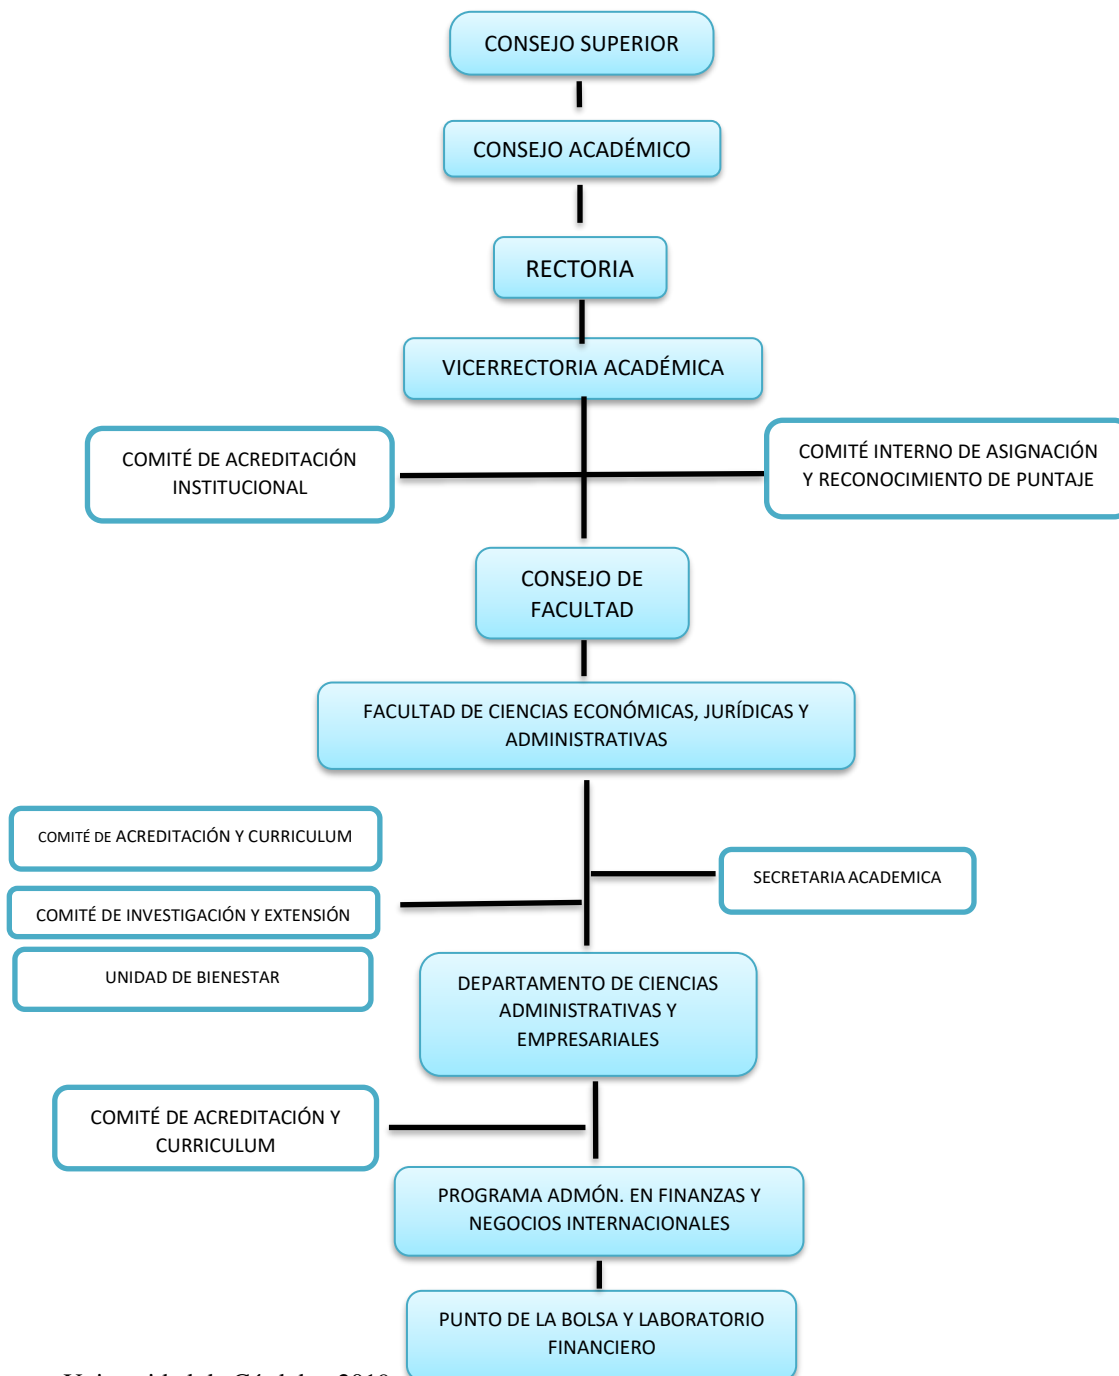 CONSEJO SUPERIOR
CONSEJO ACADÉMICO
RECTORIA
VICERRECTORIA ACADÉMICA
COMITÉ DE ACREDITACIÓN
INSTITUCIONAL
COMITÉ INTERNO DE ASIGNACIÓN
Y RECONOCIMIENTO DE PUNTAJE
CONSEJO DE
FACULTAD
FACULTAD DE CIENCIAS ECONÓMICAS, JURÍDICAS Y
ADMINISTRATIVAS
COMITÉ DE ACREDITACIÓN Y CURRICULUM
SECRETARIA ACADEMICA
COMITÉ DE INVESTIGACIÓN Y EXTENSIÓN
UNIDAD DE BIENESTAR
DEPARTAMENTO DE CIENCIAS
ADMINISTRATIVAS Y
EMPRESARIALES
COMITÉ DE ACREDITACIÓN Y
CURRICULUM
PROGRAMA ADMÓN. EN FINANZAS Y
NEGOCIOS INTERNACIONALES
PUNTO DE LA BOLSA Y LABORATORIO
FINANCIERO